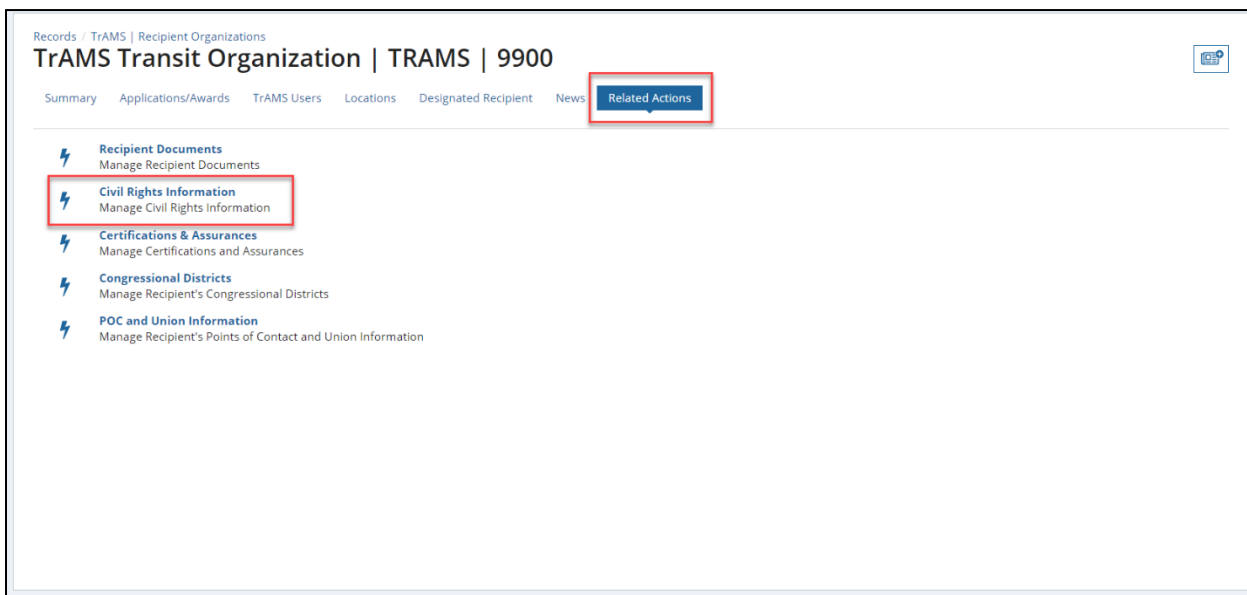 Records / TrAMS | Recipient Organizations
TrAMS Transit Organization | TRAMS | 9900
Summary Applications/Awards TrAMS Users Locations Designated Recipient News Related Actions
Recipient Documents
Manage Recipient Documents
Civil Rights Information
Manage Civil Rights Information
Certifications & Assurances
Manage Certifications and Assurances
Congressional Districts
Manage Recipient's Congressional Districts
POC and Union Information
Manage Recipient's Points of Contact and Union Information